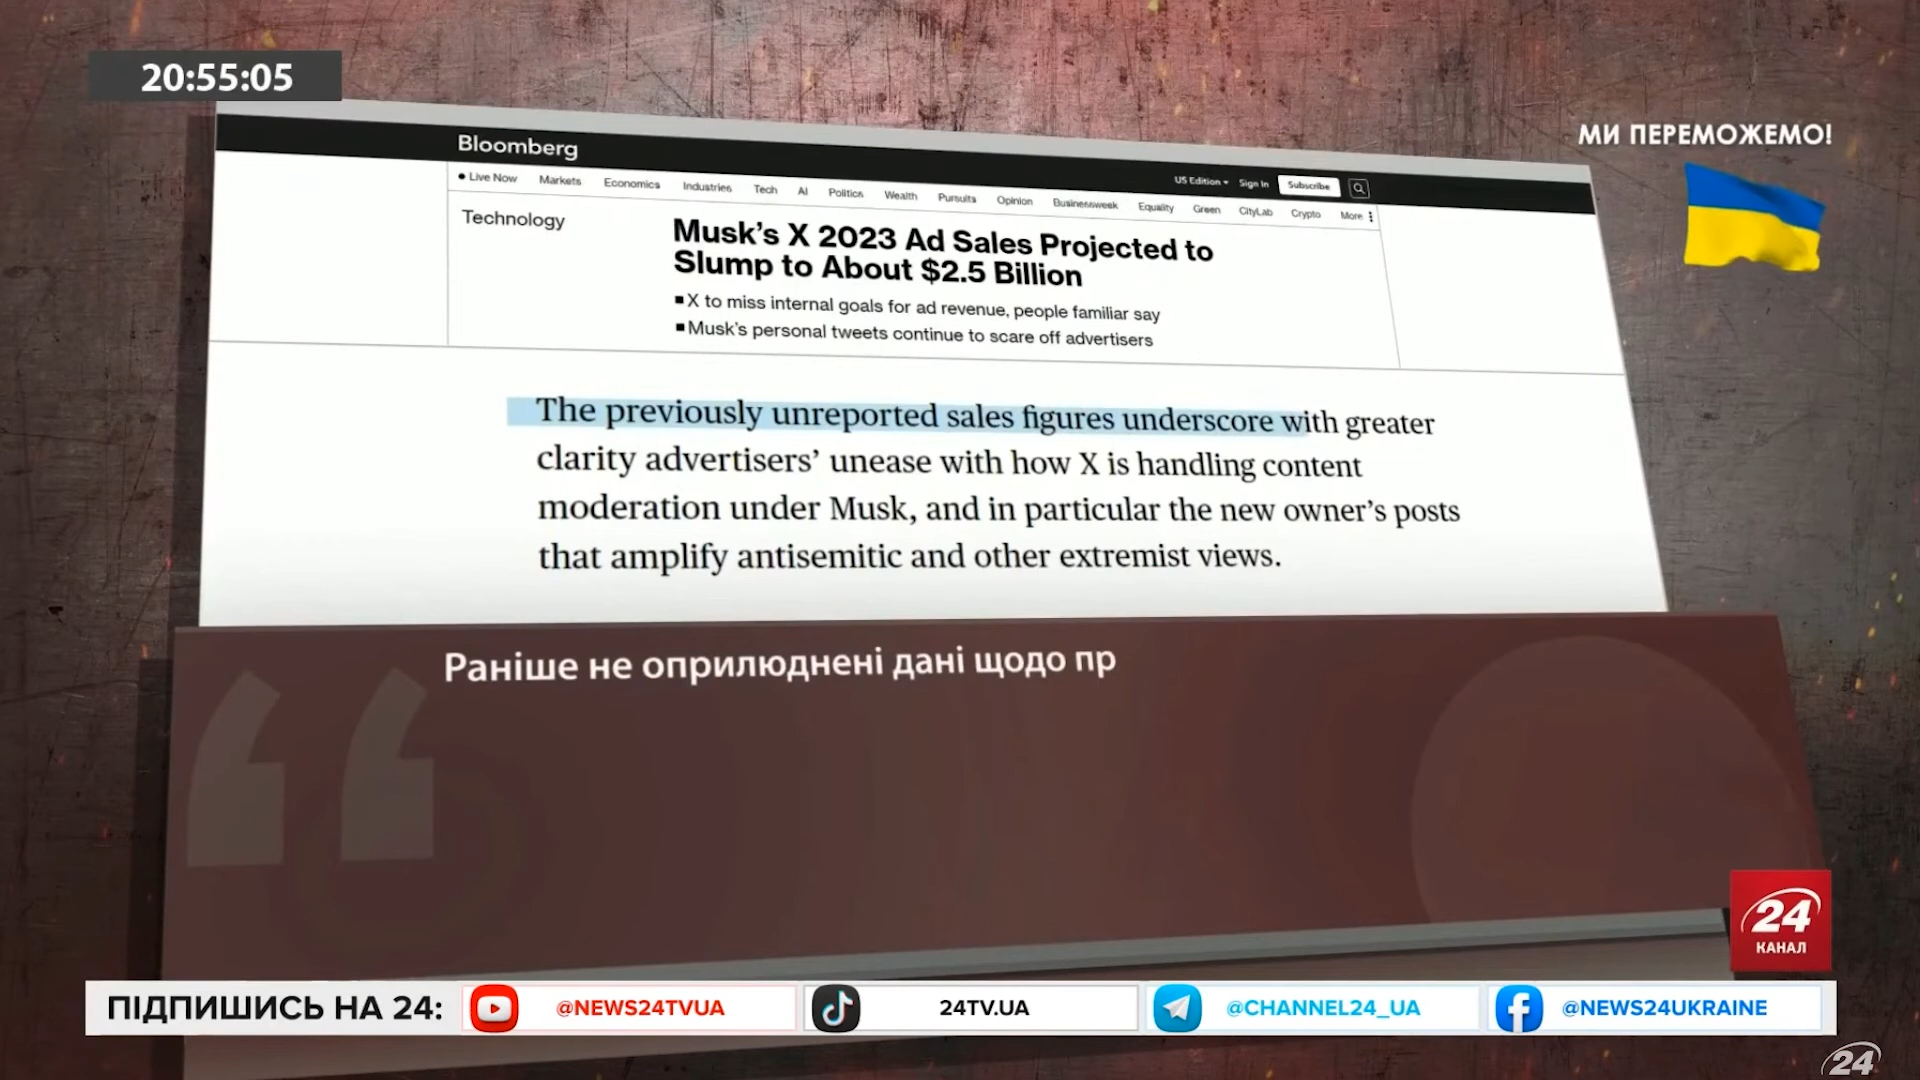 20:55:05
МИ ПЕРЕМОЖЕМО!
Bloomberg
US Edition Sign In Subscribe
Live Now Markets Economics Industries Tech AI Politics Wealth Pursuits Opinion Businessweek Equality Green CityLab Crypto More
Technology
Musk's X 2023 Ad Sales Projected to
Slump to About $2.5 Billion
X to miss internal goals for ad revenue, people familiar say
Musk's personal tweets continue to scare off advertisers
The previously unreported sales figures underscore with greater
clarity advertisers' unease with how X is handling content
moderation under Musk, and in particular the new owner's posts
that amplify antisemitic and other extremist views.
Раніше не оприлюднені дані щодо пр
24
КАНАЛ
ПІДПИШИСЬ НА 24: @NEWS24TVUA 24TV.UA @CHANNEL24_UA @NEWS24UKRAINE
24